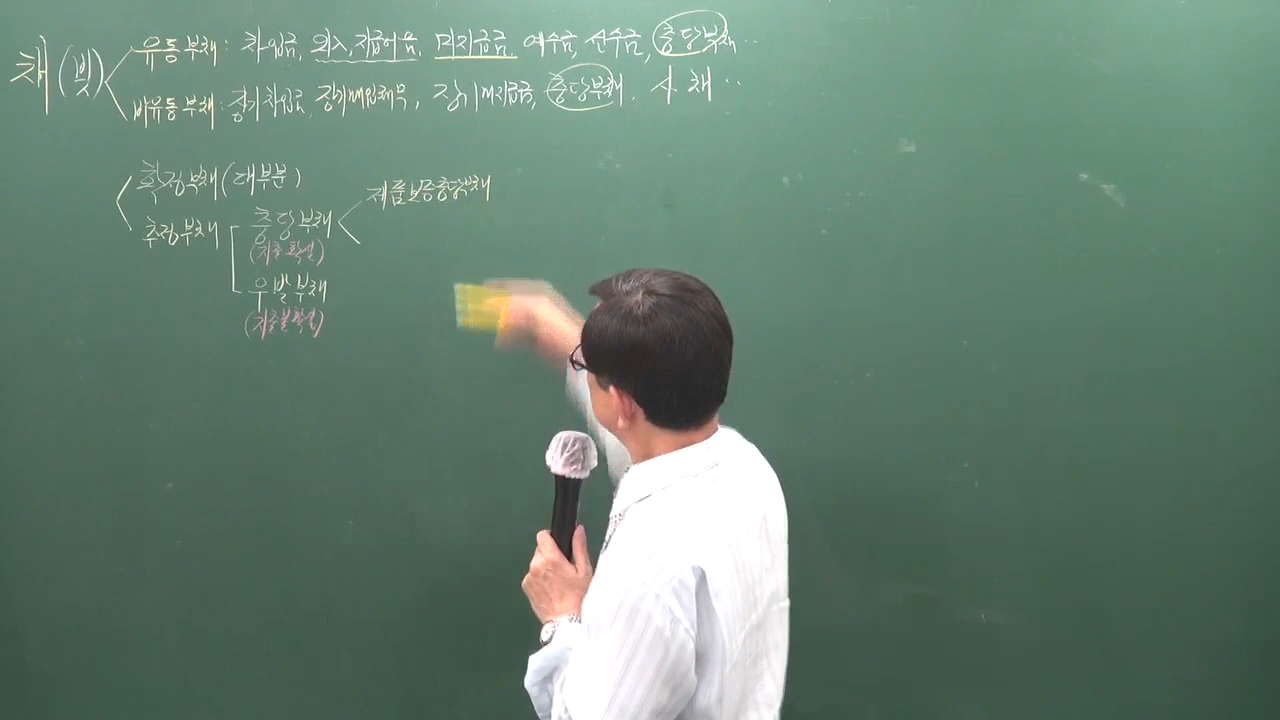 채 (빚)
유동부채 : 차입금, 외入, 지급어음, 미지급금, 예수금, 선수금, 충당부채 ..
비유동부채 : 장기차입금, 장기매입채무, 장기미지급금, 충당부채, 사채 ..
확정부채 (대부분)
제품보증충당부채
추정부채 충당부채
(지출확실)
우발부채
(지출불확실)